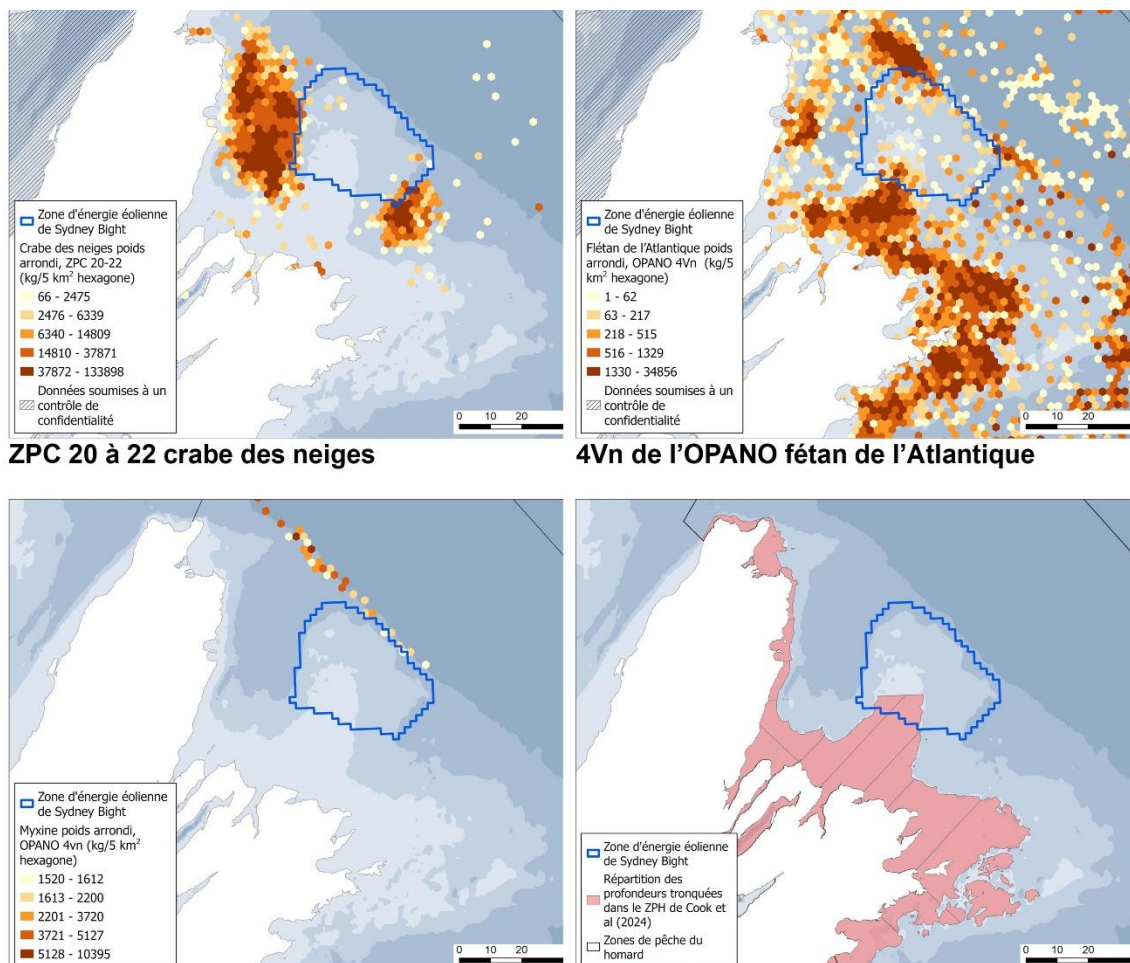 Zone d'énergie éolienne
de Sydney Bight
Crabe des neiges poids
arrondi, ZPC 20-22
(kg/5 km² hexagone)
66 - 2475
2476 - 6339
6340 - 14809
14810 - 37871
37872 - 133898
Données soumises à un
contrôle de
confidentialité
0 10 20
ZPC 20 à 22 crabe des neiges
Zone d'énergie éolienne
de Sydney Bight
Flétan de l'Atlantique poids
arrondi, OPANO 4Vn (kg/5
km² hexagone)
1 - 62
63 - 217
218 - 515
516 - 1329
1330 - 34856
Données soumises à un
contrôle de
confidentialité
0 10 20
4Vn de l'OPANO fétan de l'Atlantique
Zone d'énergie éolienne
de Sydney Bight
Myxine poids arrondi,
OPANO 4vn (kg/5 km²
hexagone)
1520 - 1612
1613 - 2200
2201 - 3720
3721 - 5127
5128 - 10395
0 10 20
Zone d'énergie éolienne
de Sydney Bight
Répartition des
profondeurs tronquées
dans le ZPH de Cook et
al (2024)
Zones de pêche du
homard
0 10 20